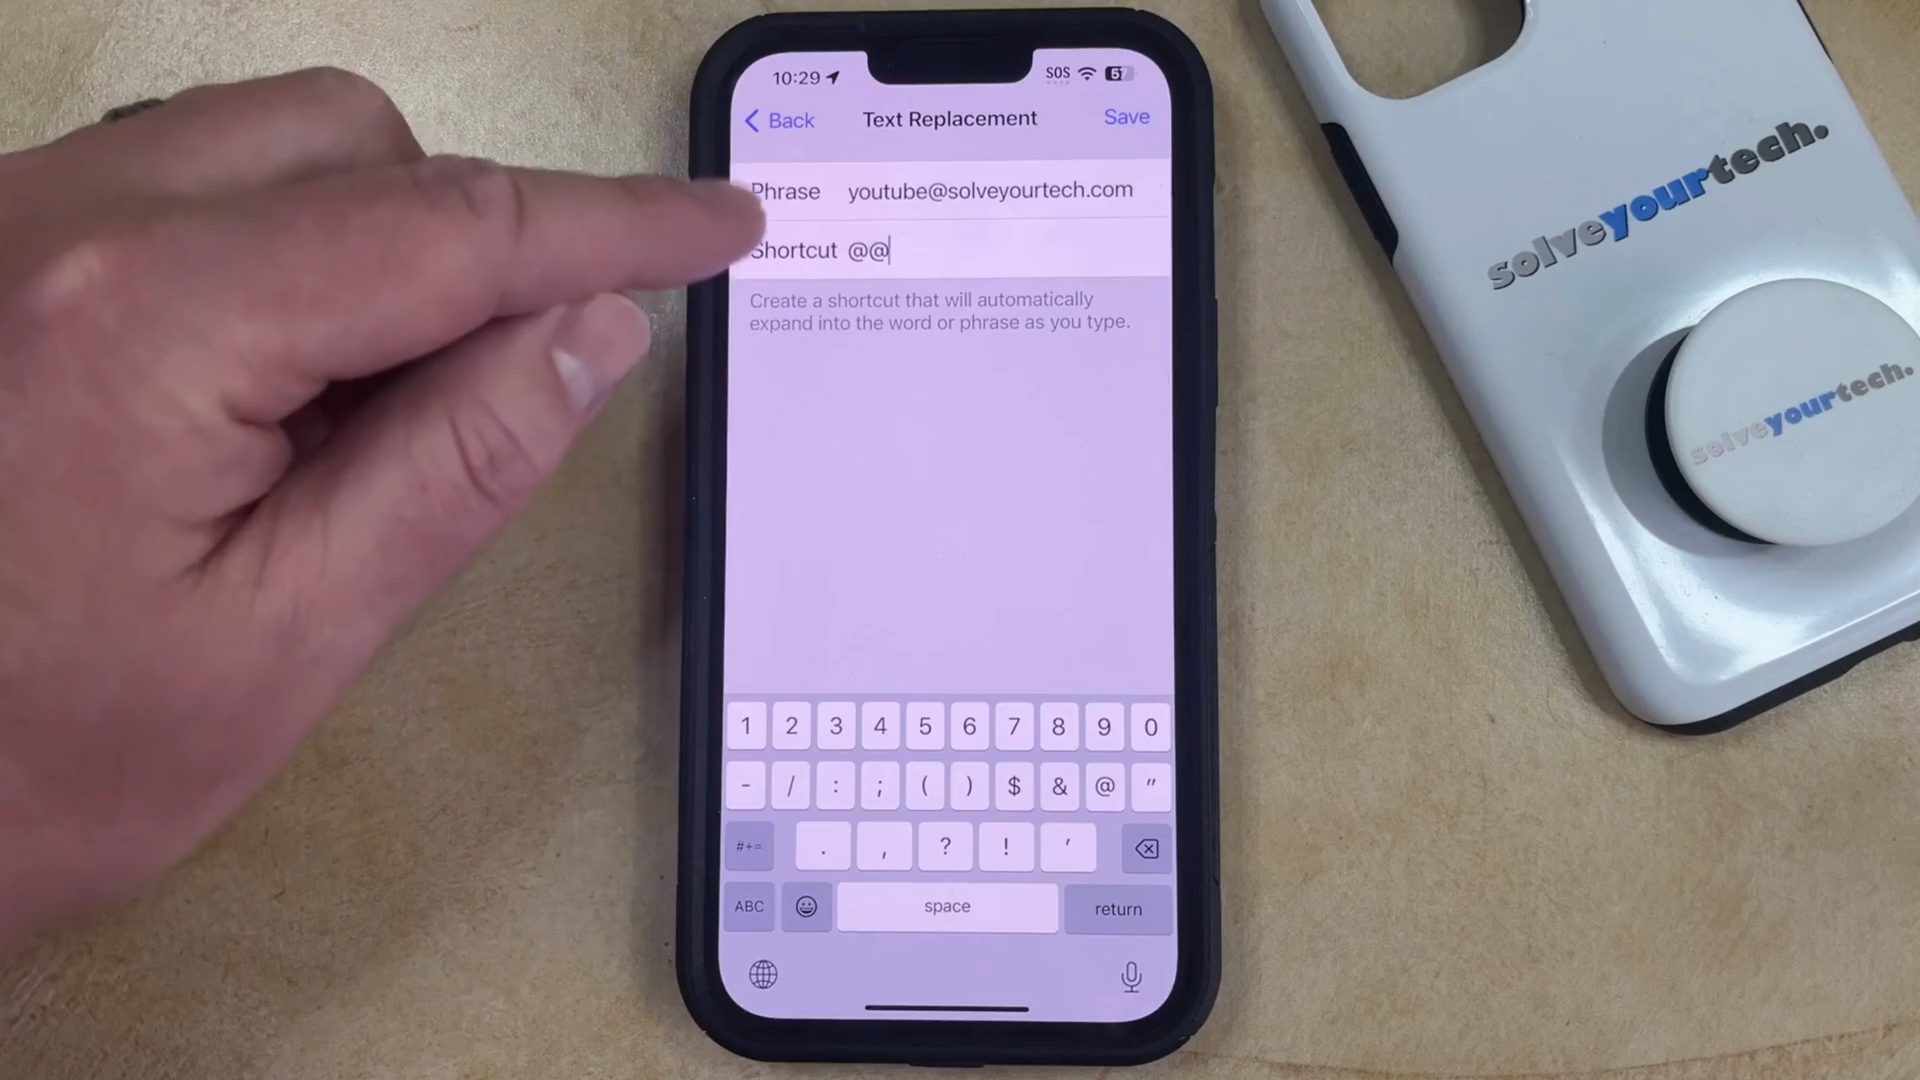 10:29
SOS
57
Back
Text Replacement
Save
Phrase youtube@solveyourtech.com
Shortcut @@
Create a shortcut that will automatically
expand into the word or phrase as you type.
1 2 3 4 5 6 7 8 9 0
- / : ; ( ) $ & @ "
#+= . , ? ! '
ABC space return
solveyourtech.
solveyourtech.